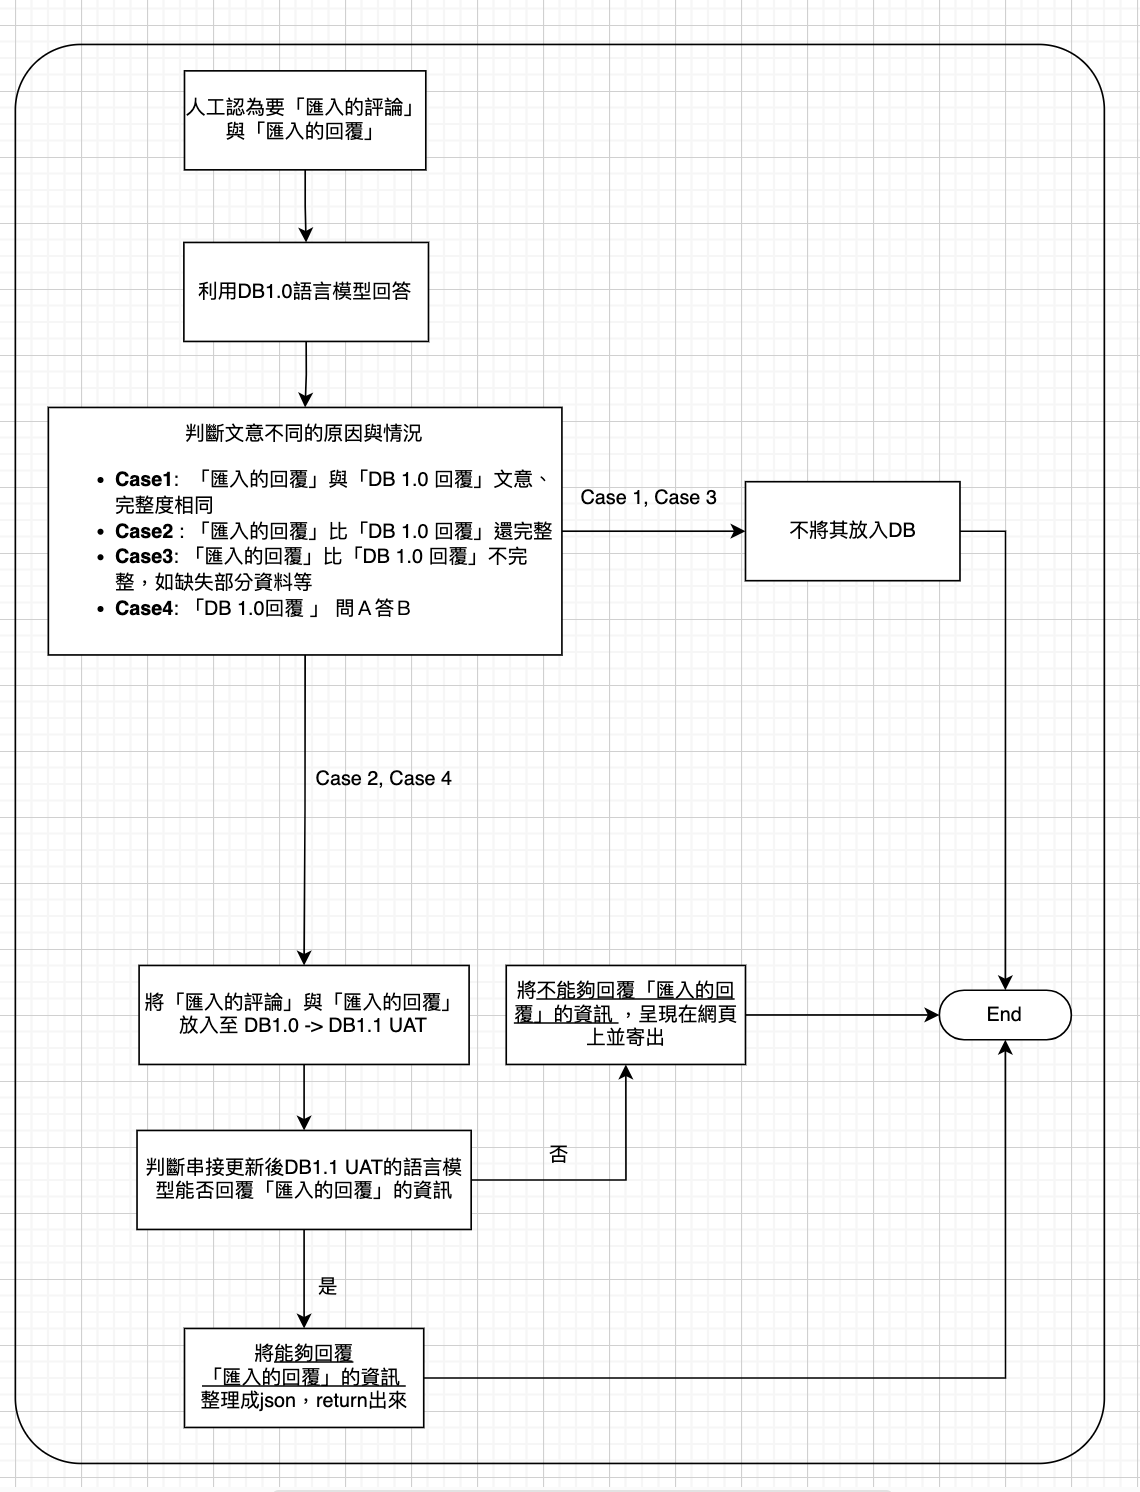 人工認為要「匯入的評論」
與「匯入的回覆」
利用DB1.0語言模型回答
判斷文意不同的原因與情況
• Case1: 「匯入的回覆」與「DB 1.0 回覆」文意、
完整度相同
• Case2 : 「匯入的回覆」比「DB 1.0 回覆」還完整
• Case3: 「匯入的回覆」比「DB 1.0 回覆」不完
整，如缺失部分資料等
• Case4: 「DB 1.0回覆 」 問Ａ答Ｂ
Case 1, Case 3
不將其放入DB
Case 2, Case 4
將「匯入的評論」與「匯入的回覆」
放入至 DB1.0 -> DB1.1 UAT
將不能夠回覆「匯入的回
覆」的資訊 ，呈現在網頁
上並寄出
End
判斷串接更新後DB1.1 UAT的語言模
型能否回覆「匯入的回覆」的資訊
否
是
將能夠回覆
「匯入的回覆」的資訊
整理成json，return出來